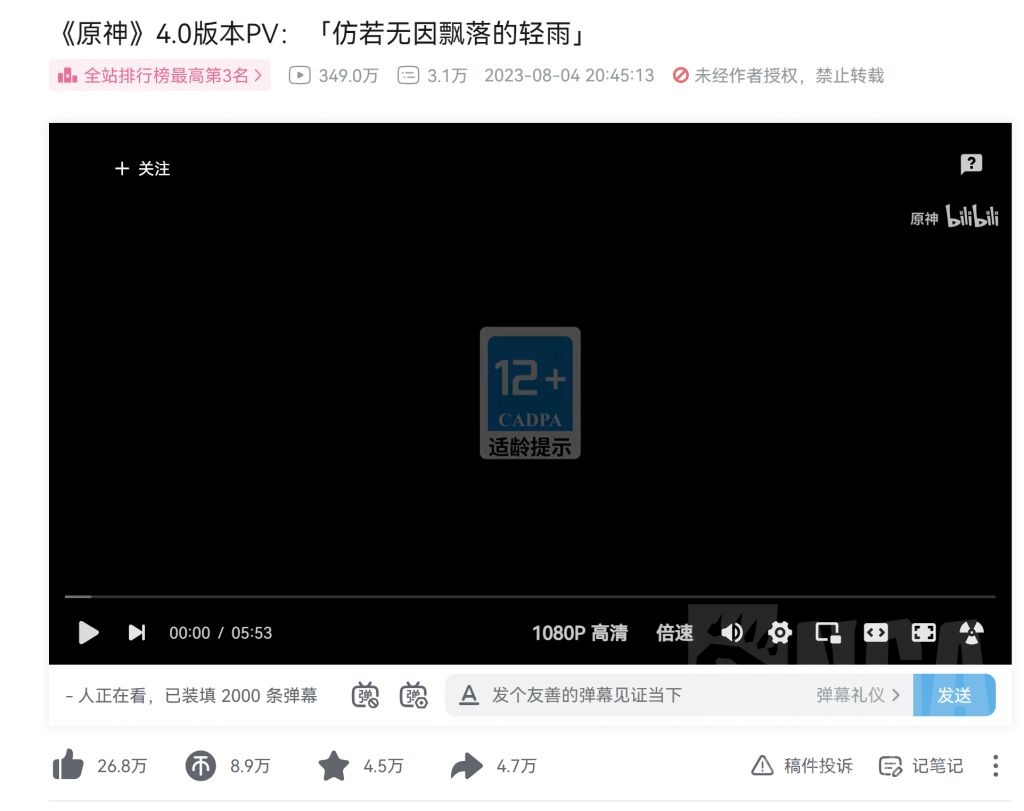 《原神》4.0版本PV：「仿若无因飘落的轻雨」
全站排行榜最高第3名 349.0万 3.1万 2023-08-04 20:45:13 未经作者授权，禁止转载
+ 关注
?
原神 bilibili
12+
CADPA
适龄提示
00:00 / 05:53 1080P 高清 倍速
- 人正在看，已装填 2000 条弹幕 弹 弹 A 发个友善的弹幕见证当下 弹幕礼仪 发送
26.8万 8.9万 4.5万 4.7万 稿件投诉 记笔记